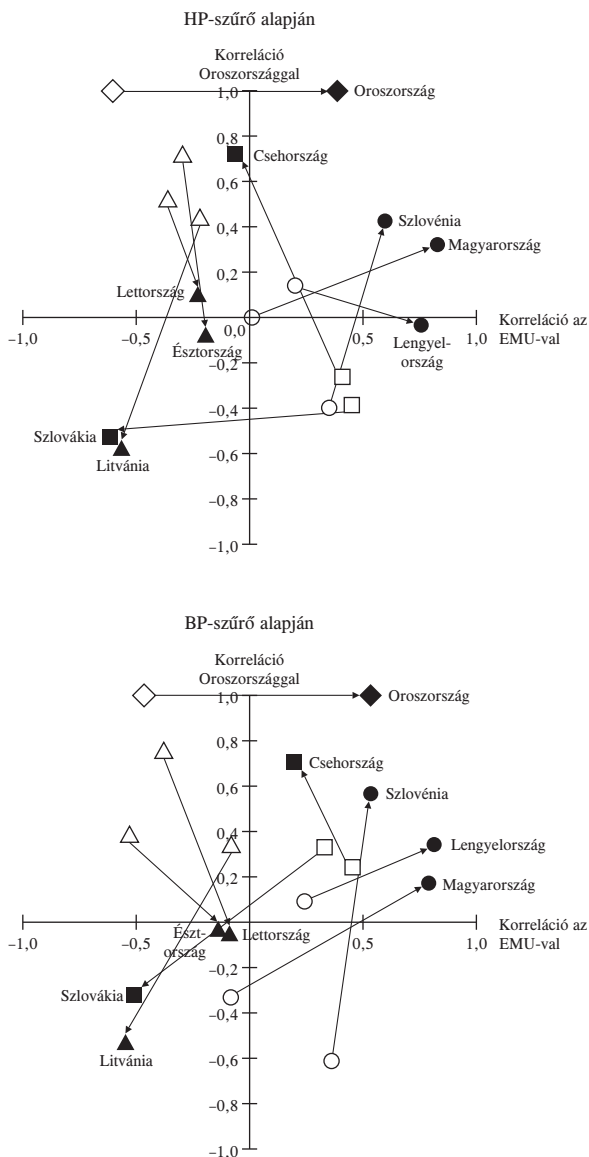 HP-szűrő alapján
Korreláció
Oroszországgal
1,0
Oroszország
0,8
Csehország
0,6
Szlovénia
0,4
Magyarország
0,2
Lettország
–1,0
–0,5
0,0
0,5
1,0
Korreláció az
EMU-val
Észtország
Lengyel-
ország
–0,2
–0,4
Szlovákia
Litvánia
–0,6
–0,8
–1,0
BP-szűrő alapján
Korreláció
Oroszországgal
1,0
Oroszország
0,8
Csehország
Szlovénia
0,6
0,4
Lengyelország
0,2
Magyarország
–1,0
–0,5
0,5
1,0
Korreláció az
EMU-val
Észt-
ország
Lettország
–0,2
Szlovákia
–0,4
Litvánia
–0,6
–0,8
–1,0